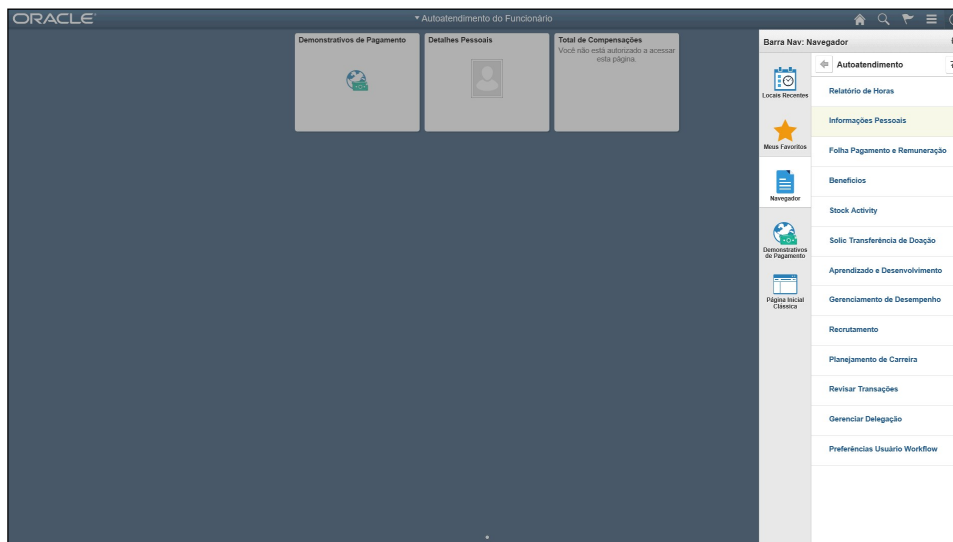 ORACLE
Autoatendimento do Funcionário
Demonstrativos de Pagamento
Detalhes Pessoais
Total de Compensações
Você não está autorizado a acessar
esta página.
Barra Nav: Navegador
Locais Recentes
Meus Favoritos
Navegador
Demonstrativos
de Pagamento
Página Inicial
Clássica
Autoatendimento
Relatório de Horas
Informações Pessoais
Folha Pagamento e Remuneração
Benefícios
Stock Activity
Solic Transferência de Doação
Aprendizado e Desenvolvimento
Gerenciamento de Desempenho
Recrutamento
Planejamento de Carreira
Revisar Transações
Gerenciar Delegação
Preferências Usuário Workflow